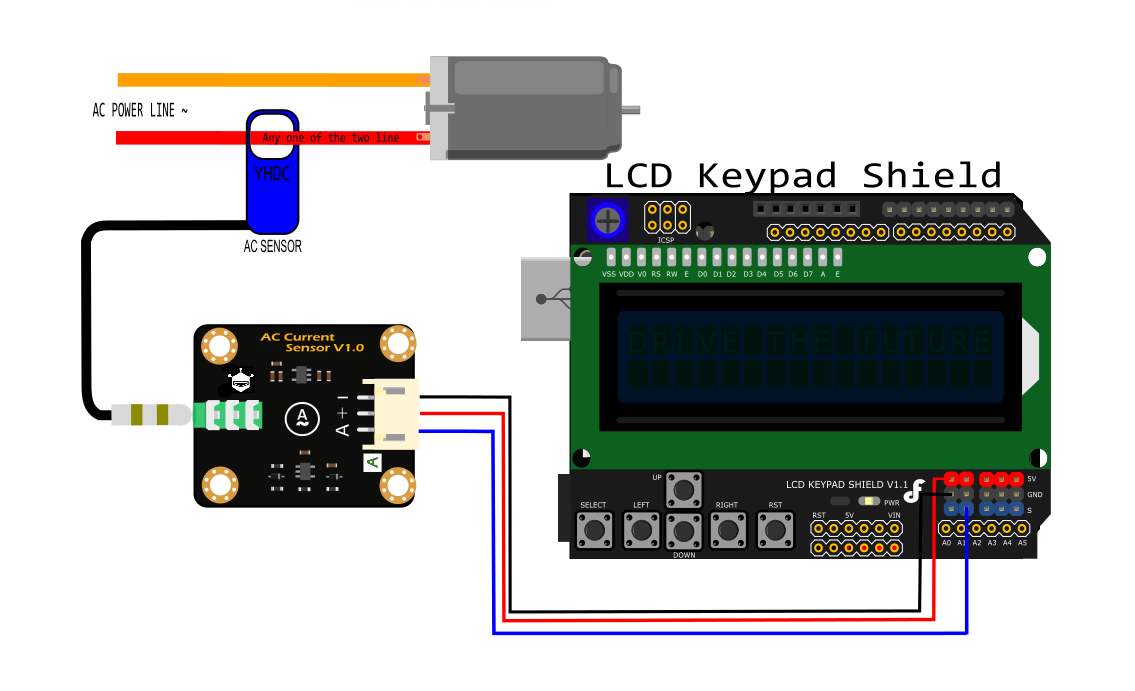 AC POWER LINE ~
Any one of the two line
YHDC
AC SENSOR
LCD Keypad Shield
ICSP
VSS VDD V0 RS RW E D0 D1 D2 D3 D4 D5 D6 D7 A E
DRIVE THE FUTURE
AC Current
Sensor V1.0
A
~
A + -
A
UP
LCD KEYPAD SHIELD V1.1
5V
GND
S
PWR
SELECT LEFT RIGHT RST
DOWN
RST 5V VIN
A0 A1 A2 A3 A4 A5